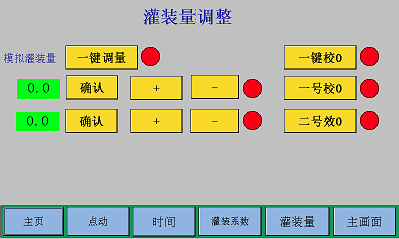 灌装量调整
模拟灌装量 一键调量 一键校0
0.0 确认 + - 一号校0
0.0 确认 + - 二号效0
主页 点动 时间 灌装系数 灌装量 主画面